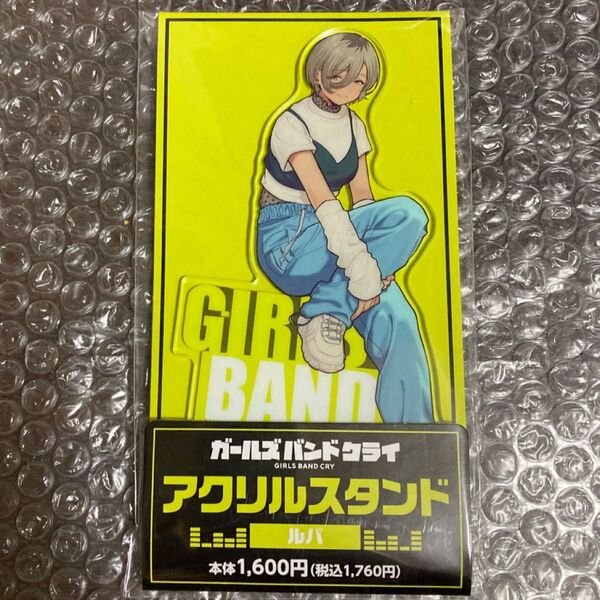 GIRLS
BAND
ガールズバンドクライ
GIRLS BAND CRY
アクリルスタンド
ルパ
本体1,600円(税込1,760円)